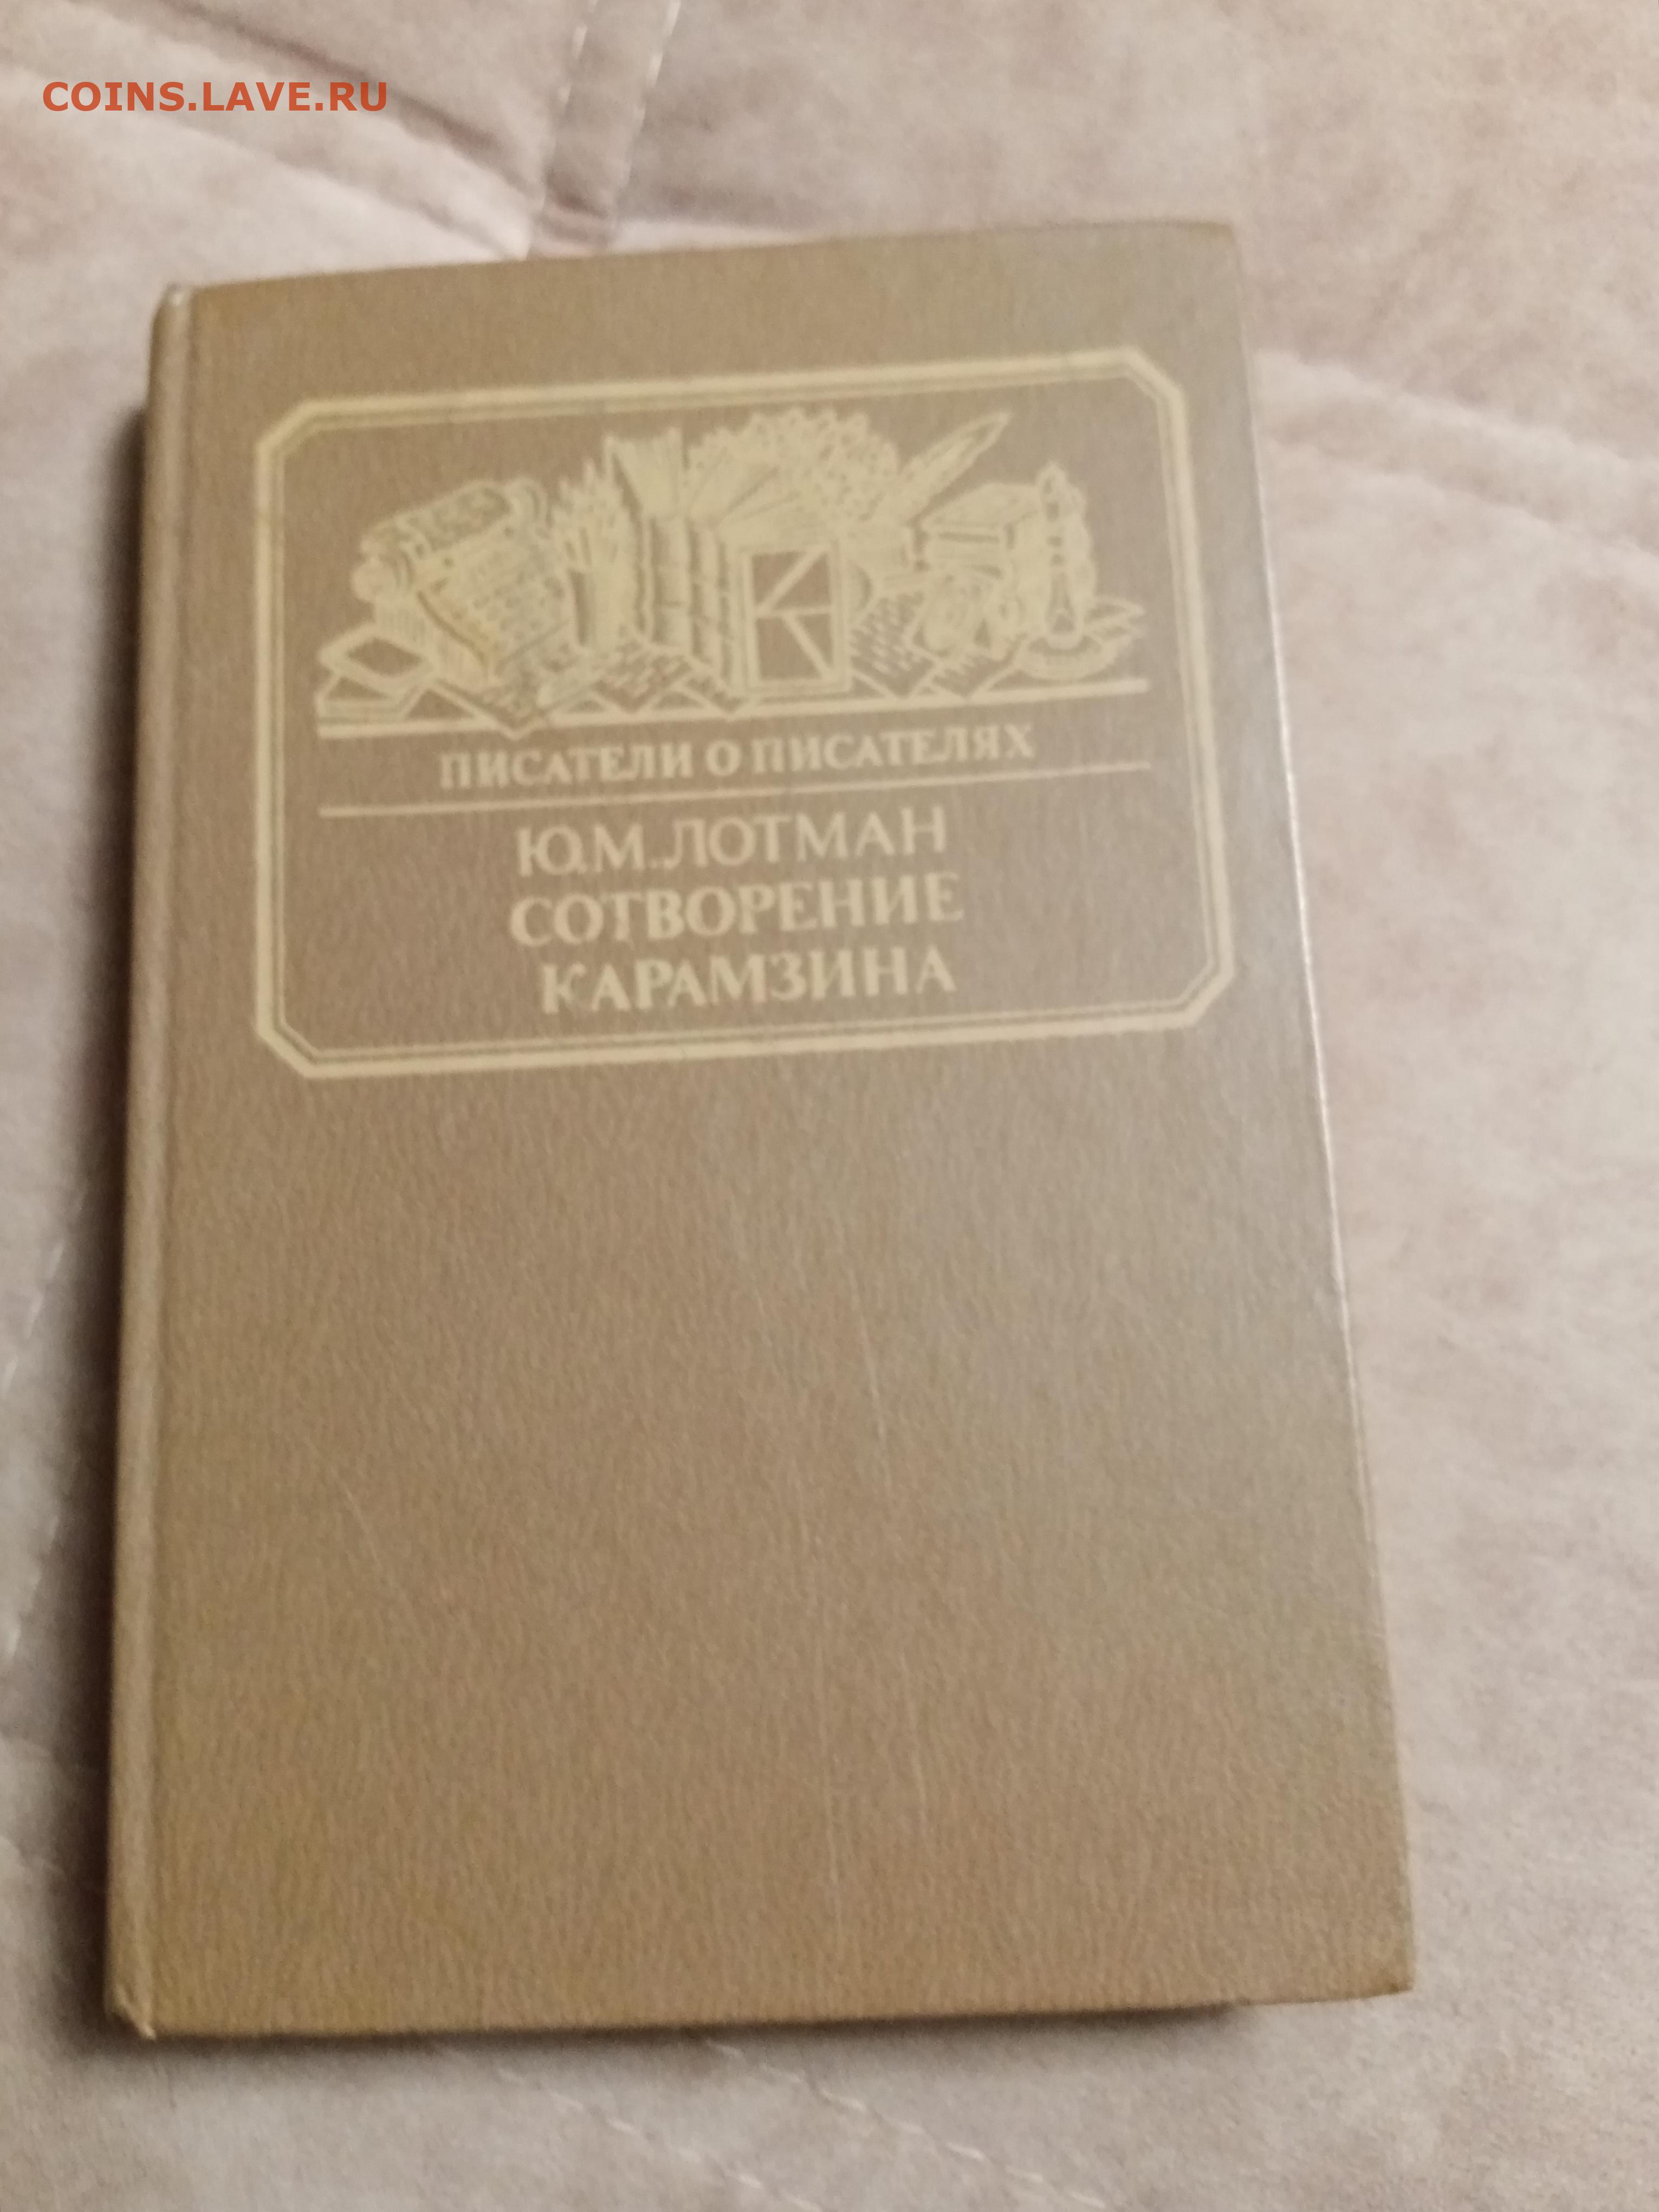 COINS.LAVE.RU
ПИСАТЕЛИ О ПИСАТЕЛЯХ
Ю.М.ЛОТМАН
СОТВОРЕНИЕ
КАРАМЗИНА